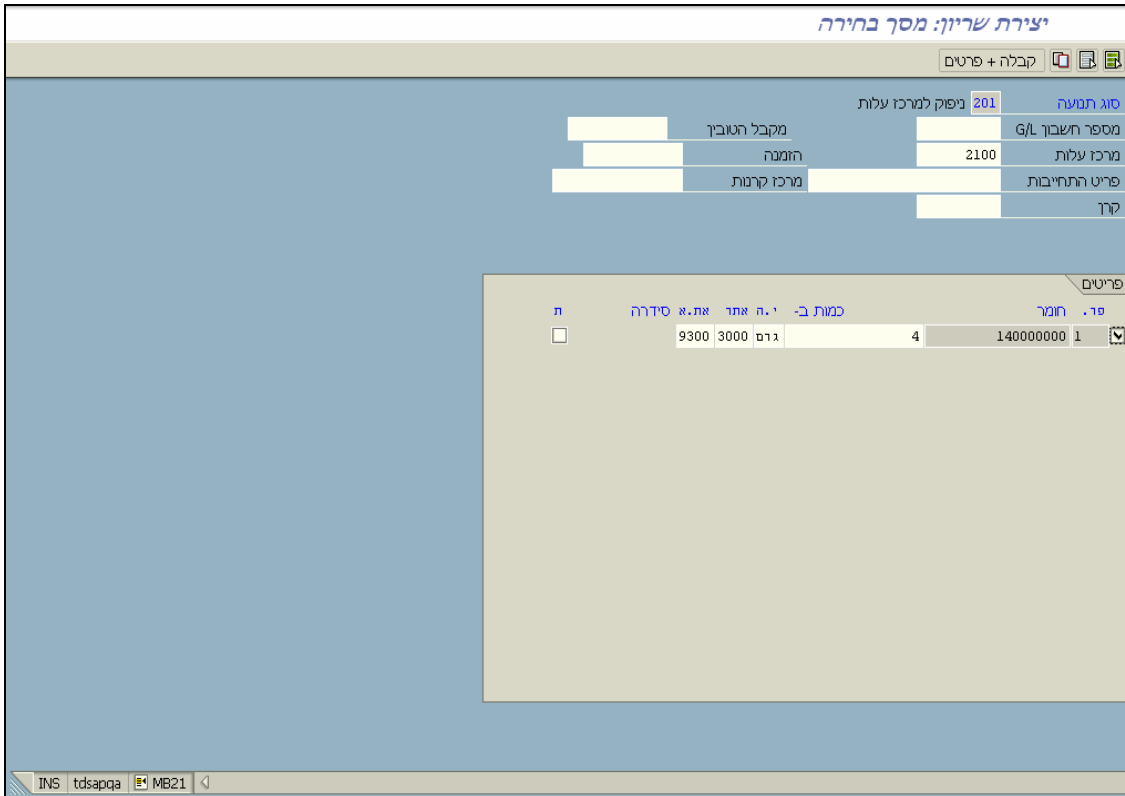 יצירת שריון: מסך בחירה
קבלה + פרטים
סוג תנועה 201 ניפוק למרכז עלות
מספר חשבון G/L מקבל הטובין
מרכז עלות 2100 הזמנה
פריט התחייבות מרכז קרנות
קרן
פריטים
פר. חומר כמות ב- י.ה אתר את.א סידרה ת
1 140000000 4 גרם 3000 9300
INS tdsapqa MB21